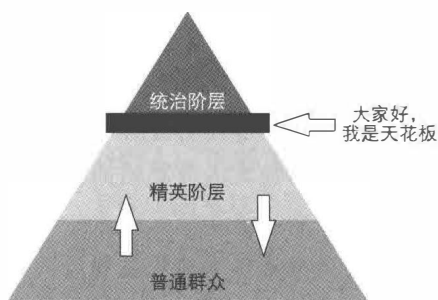 统治阶层
大家好，
我是天花板
精英阶层
普通群众